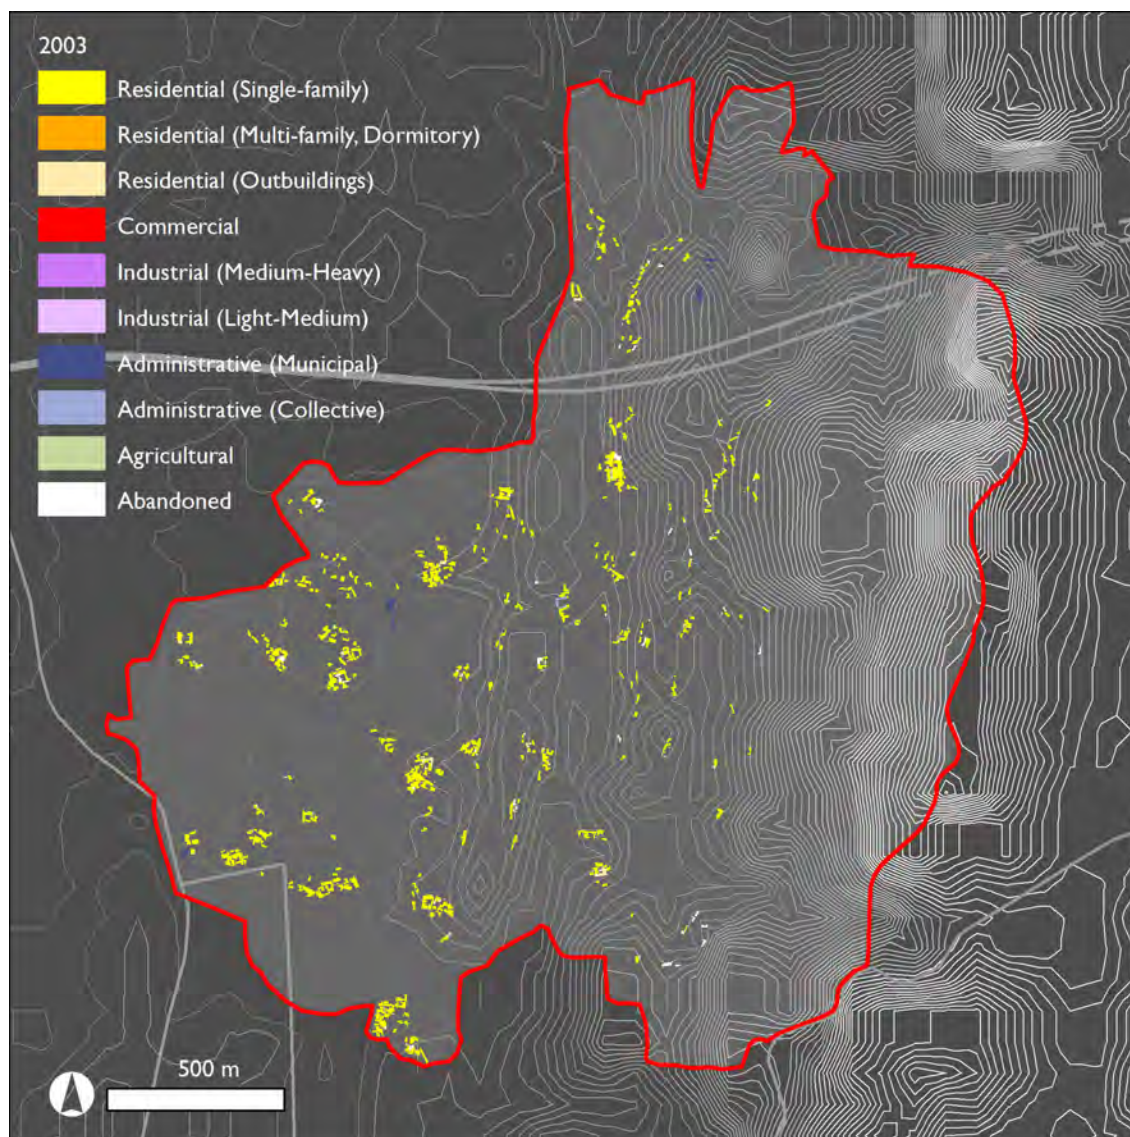 2003
Residential (Single-family)
Residential (Multi-family, Dormitory)
Residential (Outbuildings)
Commercial
Industrial (Medium-Heavy)
Industrial (Light-Medium)
Administrative (Municipal)
Administrative (Collective)
Agricultural
Abandoned
500 m